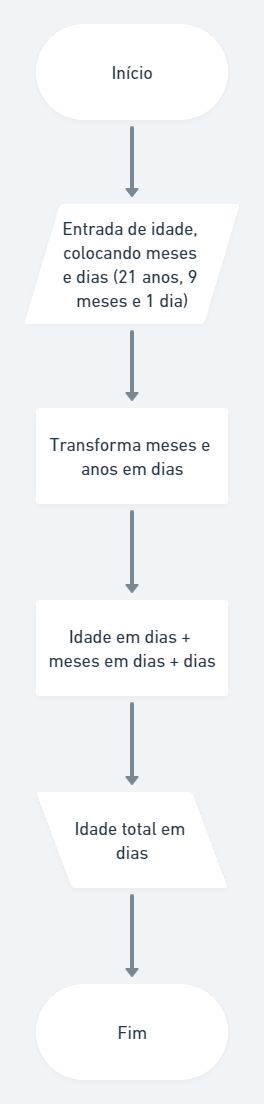 Início
Entrada de idade,
colocando meses
e dias (21 anos, 9
meses e 1 dia)
Transforma meses e
anos em dias
Idade em dias +
meses em dias + dias
Idade total em
dias
Fim